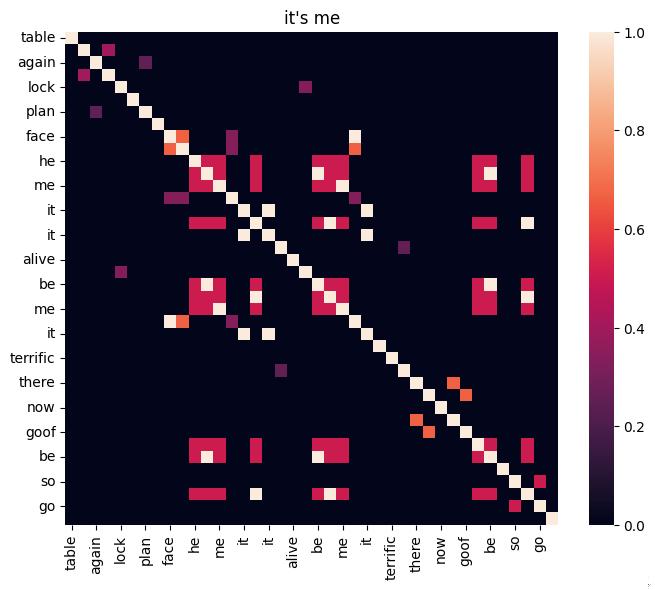 it's me
table
again
lock
plan
face
he
me
it
it
alive
be
me
it
terrific
there
now
goof
be
so
go
1.0
0.8
0.6
0.4
0.2
0.0
table
again
lock
plan
face
he
me
it
it
alive
be
me
it
terrific
there
now
goof
be
so
go